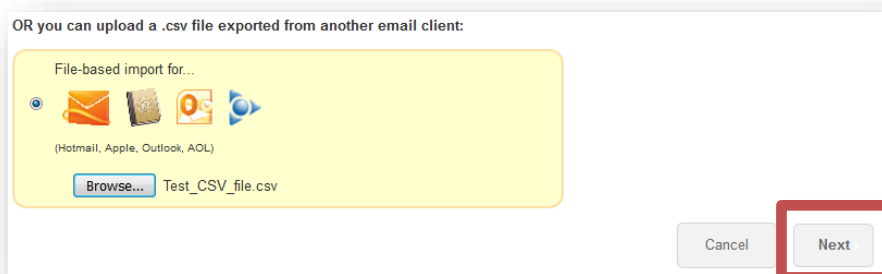 OR you can upload a .csv file exported from another email client:
File-based import for...
(Hotmail, Apple, Outlook, AOL)
Browse... Test_CSV_file.csv
Cancel Next